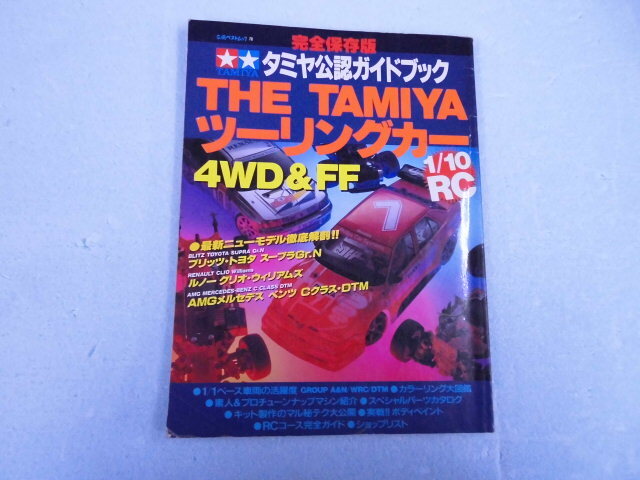 完全保存版
TAMIYA
タミヤ公認ガイドブック
THE TAMIYA
ツーリングカー
1/10
RC
4WD&FF
7
●最新ニューモデル徹底解剖!!
BLITZ TOYOTA SUPRA Gr.N
ブリッツ・トヨタ スープラGr.N
RENAULT CLIO Williams
ルノー クリオ・ウィリアムズ
AMG MERCEDES-BENZ C CLASS DTM
AMGメルセデス ベンツ Cクラス・DTM
●1/1ベース車両の活躍度 GROUP A&N/WRC/DTM ●カラーリング大図鑑
●素人&プロチューンナップマシン紹介 ●スペシャルパーツカタログ
●キット製作のマル秘テク大公開 ●実戦!! ボディペイント
●RCコース完全ガイド ●ショップリスト